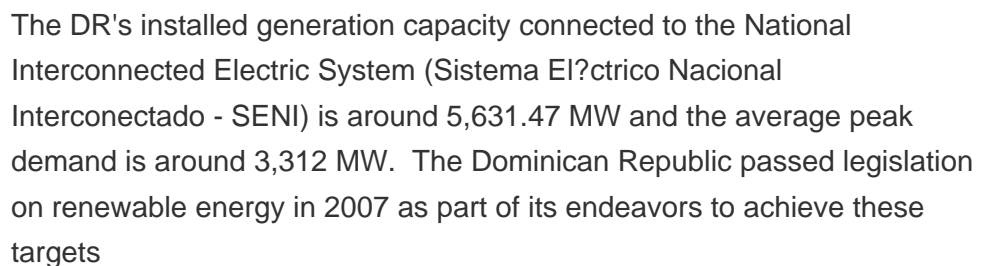 The DR's installed generation capacity connected to the National
Interconnected Electric System (Sistema El?ctrico Nacional
Interconectado - SENI) is around 5,631.47 MW and the average peak
demand is around 3,312 MW.  The Dominican Republic passed legislation
on renewable energy in 2007 as part of its endeavors to achieve these
targets